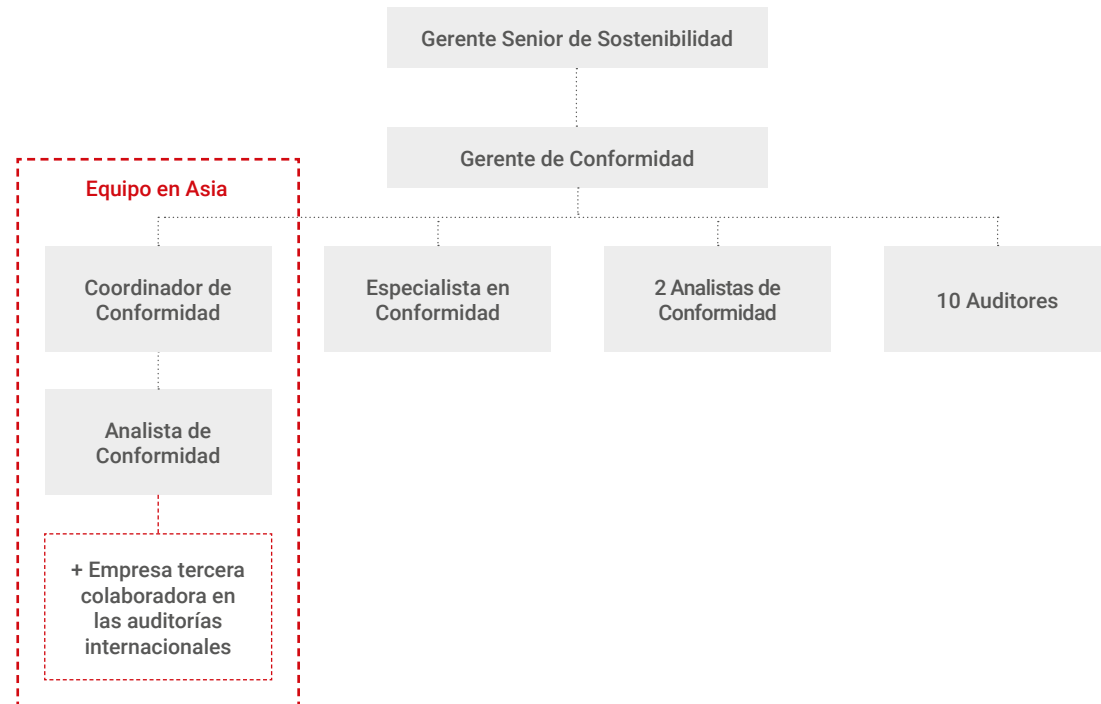 Gerente Senior de Sostenibilidad
Gerente de Conformidad
Equipo en Asia
Coordinador de
Conformidad
Especialista en
Conformidad
2 Analistas de
Conformidad
10 Auditores
Analista de
Conformidad
+ Empresa tercera
colaboradora en
las auditorías
internacionales